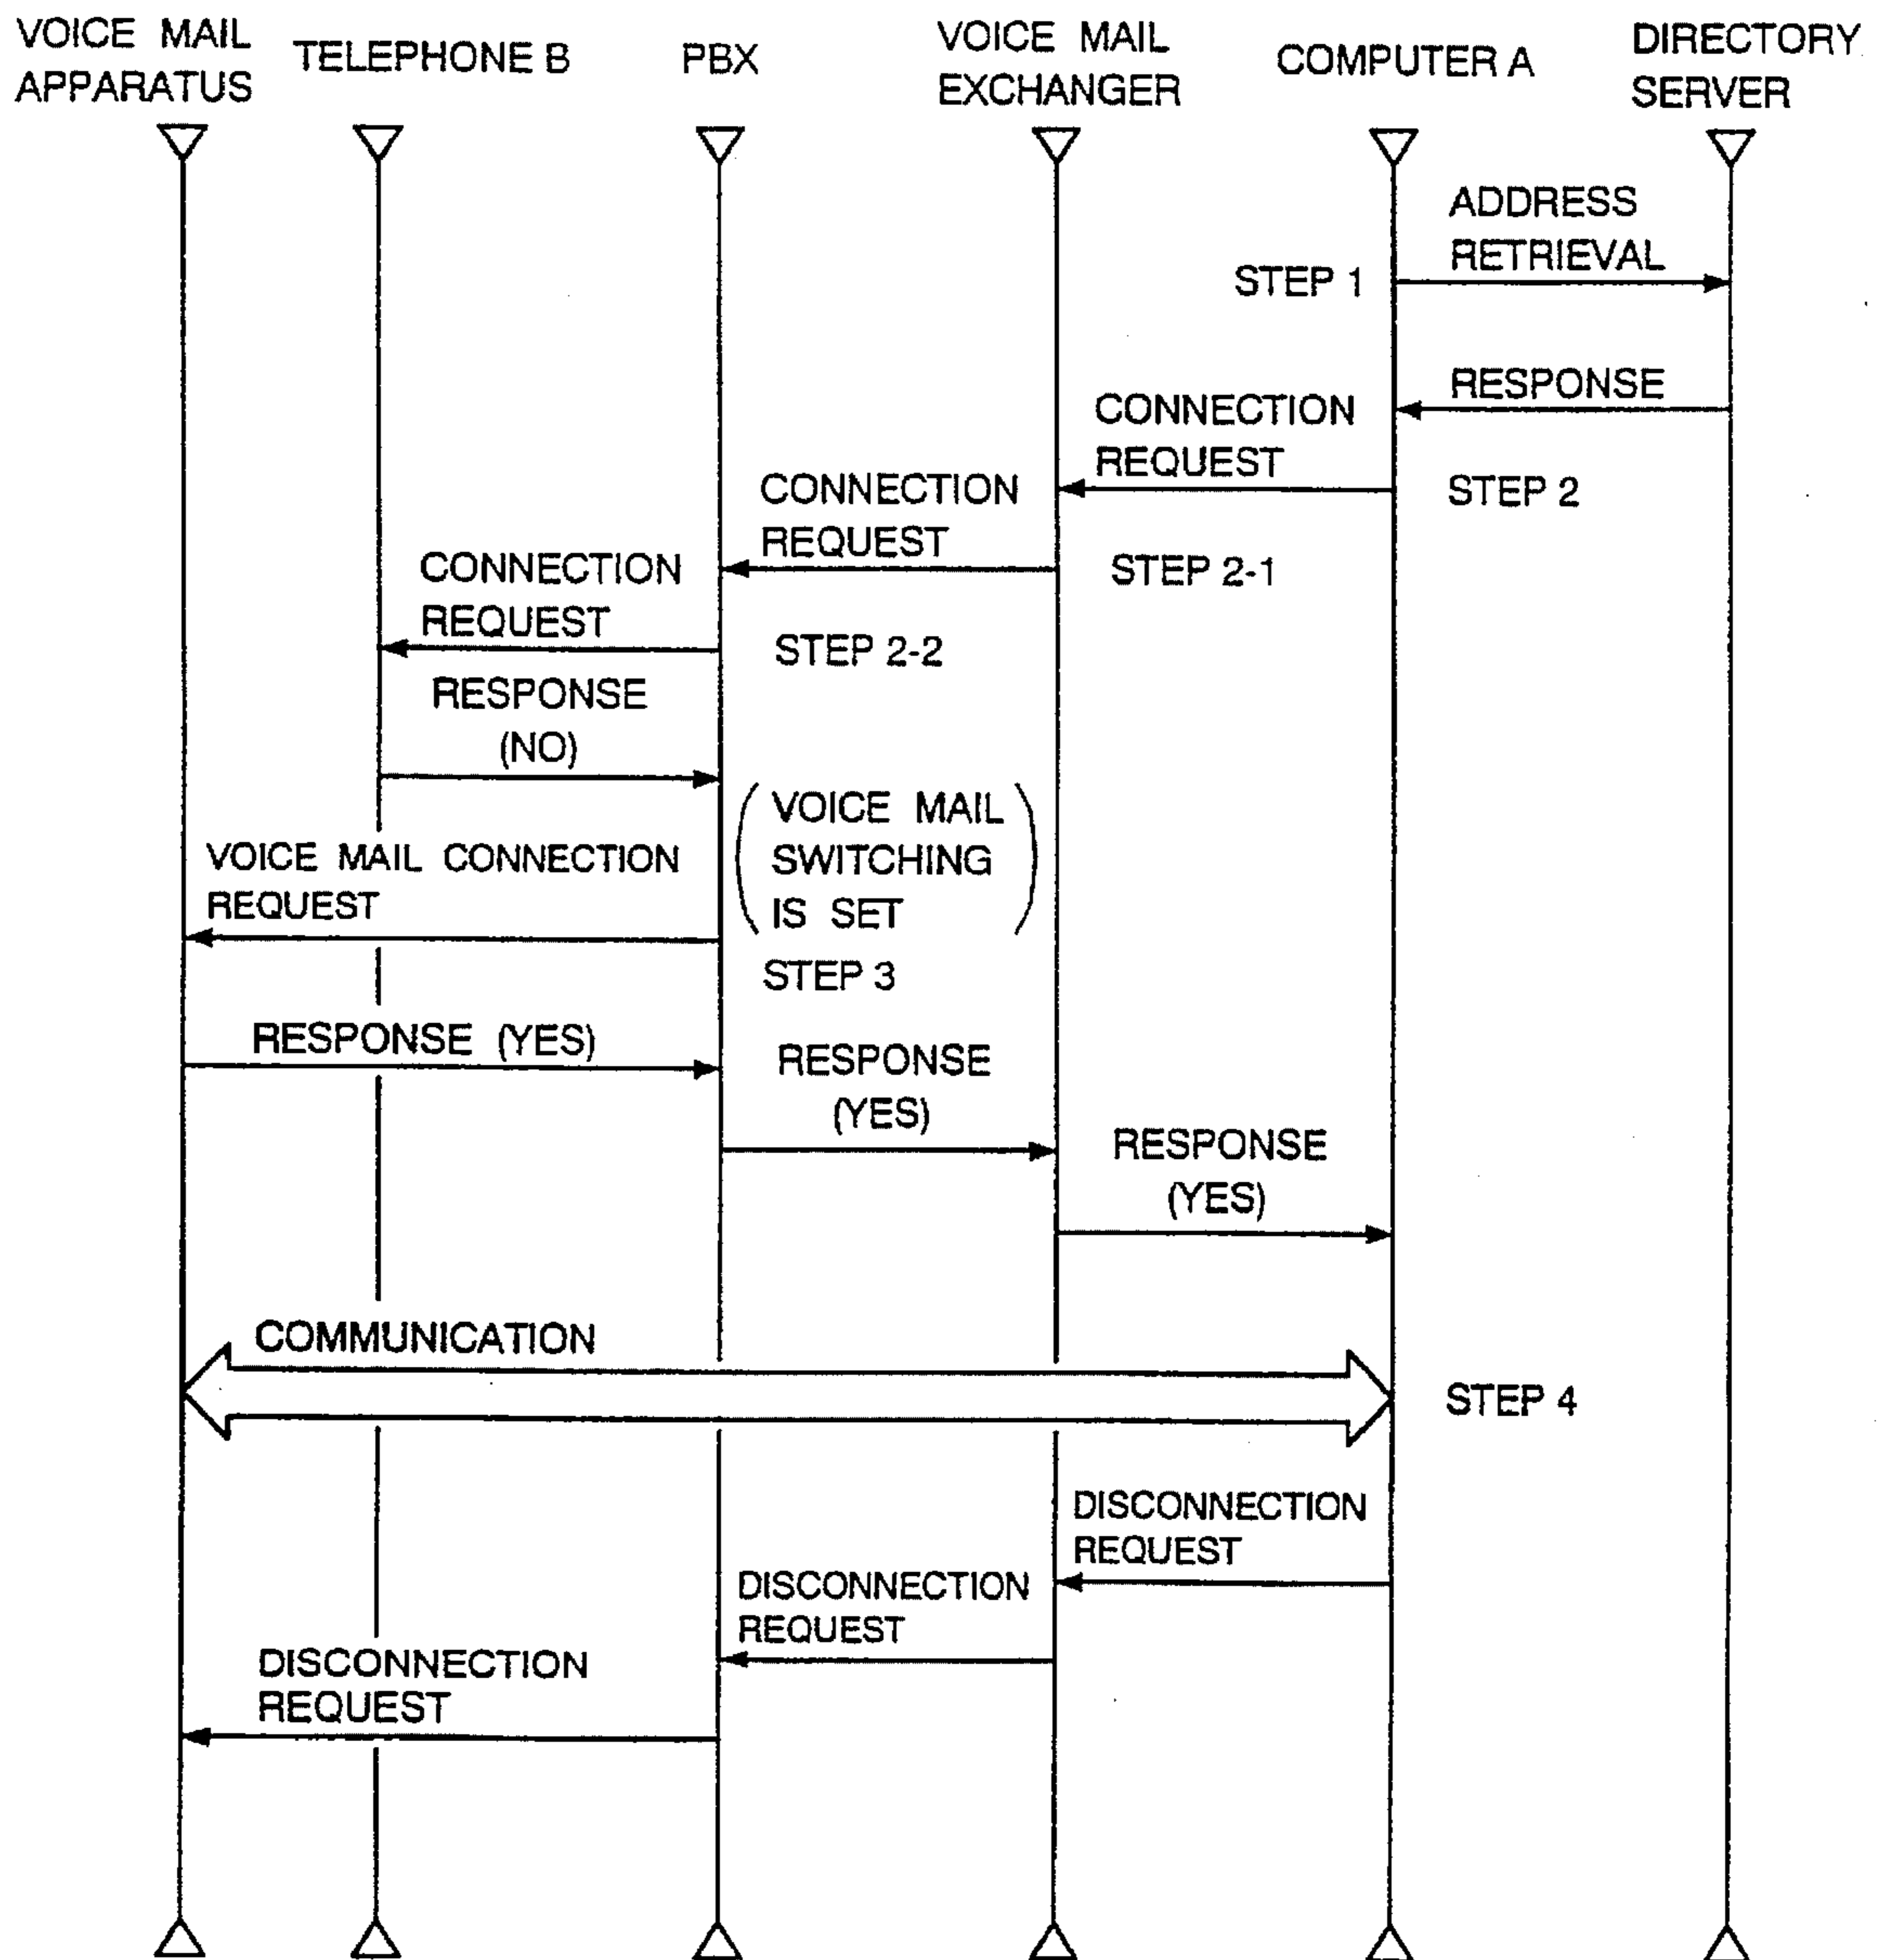 VOICE MAIL
APPARATUS
TELEPHONE B
PBX
VOICE MAIL
EXCHANGER
COMPUTER A
DIRECTORY
SERVER
ADDRESS
RETRIEVAL
STEP 1
RESPONSE
CONNECTION
REQUEST
STEP 2
CONNECTION
REQUEST
STEP 2-1
CONNECTION
REQUEST
STEP 2-2
RESPONSE
(NO)
(VOICE MAIL
SWITCHING
IS SET)
VOICE MAIL CONNECTION
REQUEST
STEP 3
RESPONSE (YES)
RESPONSE
(YES)
RESPONSE
(YES)
COMMUNICATION
STEP 4
DISCONNECTION
REQUEST
DISCONNECTION
REQUEST
DISCONNECTION
REQUEST